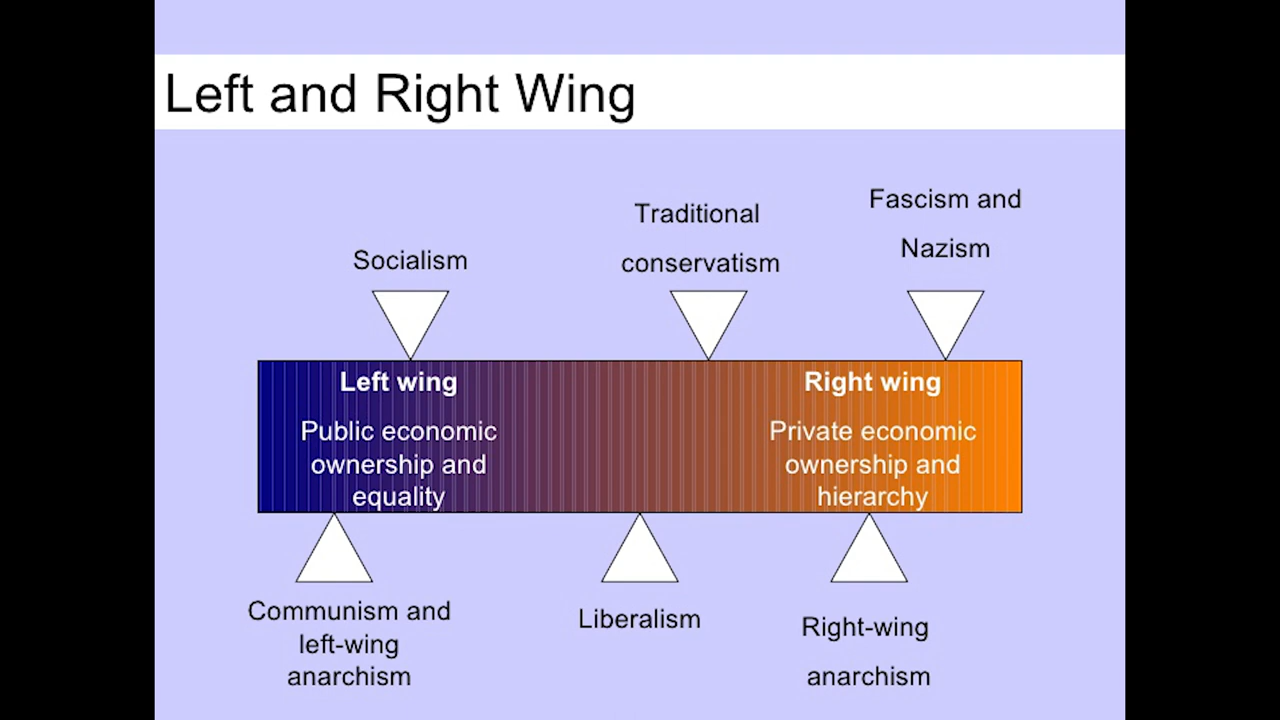 Left and Right Wing
Socialism
Traditional
conservatism
Fascism and
Nazism
Left wing
Public economic
ownership and
equality
Right wing
Private economic
ownership and
hierarchy
Communism and
left-wing
anarchism
Liberalism
Right-wing
anarchism